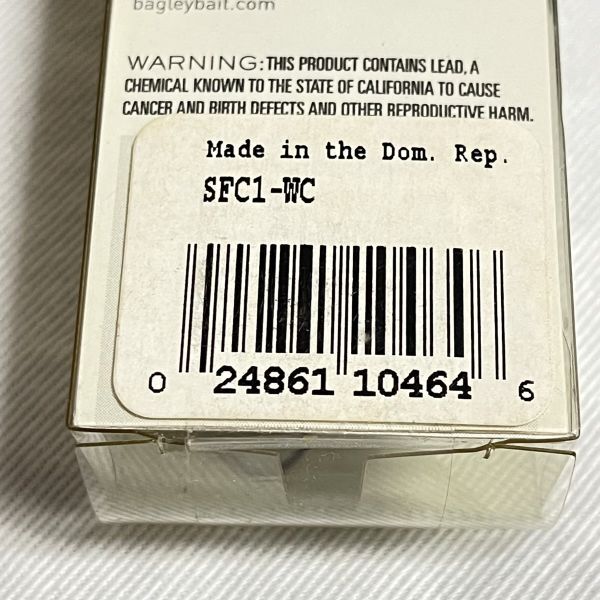 bagleybait.com
WARNING: THIS PRODUCT CONTAINS LEAD, A
CHEMICAL KNOWN TO THE STATE OF CALIFORNIA TO CAUSE
CANCER AND BIRTH DEFECTS AND OTHER REPRODUCTIVE HARM.
Made in the Dom. Rep.
SFC1-WC
0 24861 10464 6